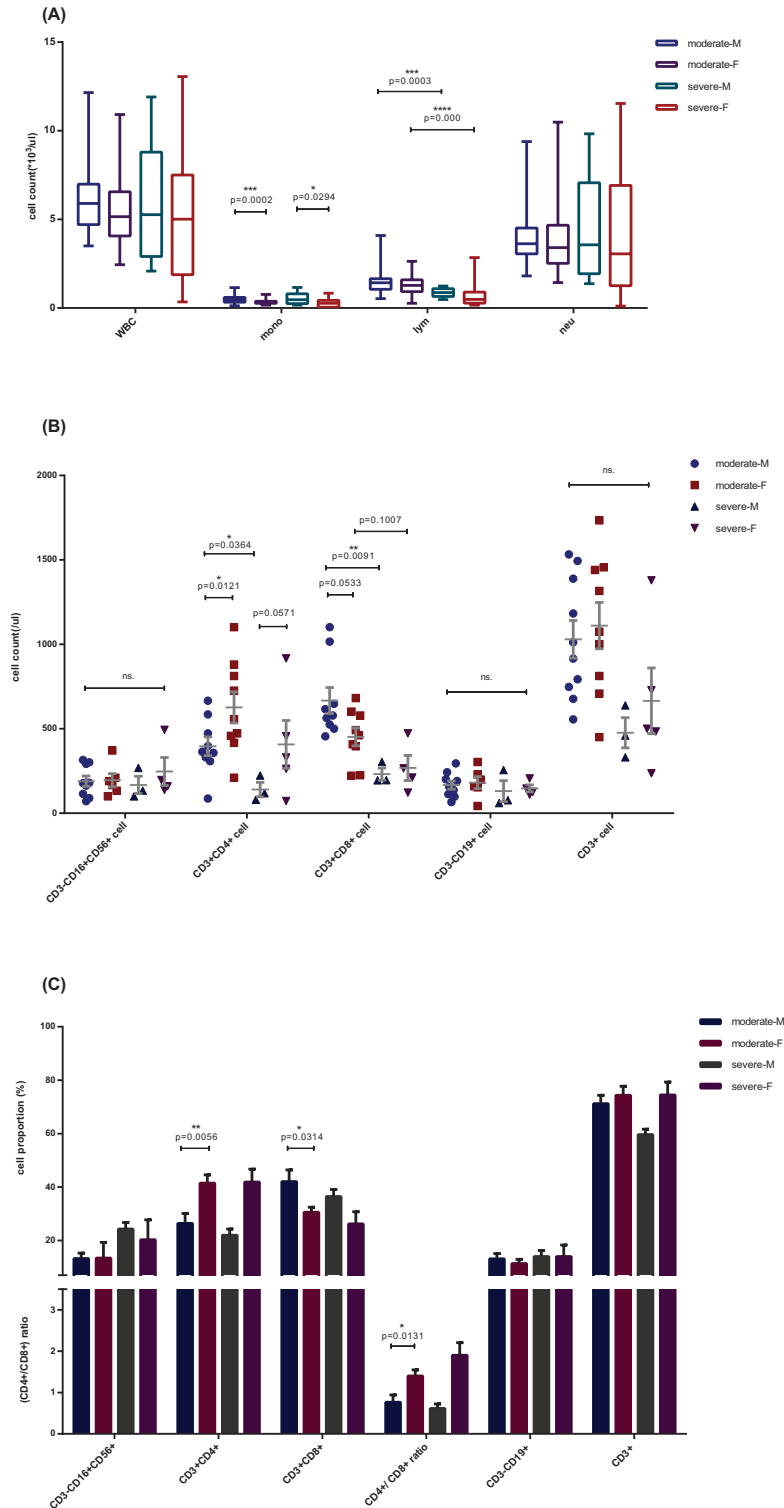 (A)
cell count(*10³/ul)
15
10
5
0
moderate-M
moderate-F
severe-M
severe-F
***
p=0.0003
****
p=0.000
***
p=0.0002
*
p=0.0294
WBC
mono
lym
neu
(B)
cell count(/ul)
2000
1500
1000
500
0
moderate-M
moderate-F
severe-M
severe-F
ns.
p=0.1007
*
p=0.0364
**
p=0.0091
*
p=0.0121
p=0.0533
p=0.0571
ns.
ns.
CD3-CD16+CD56+ cell
CD3+CD4+ cell
CD3+CD8+ cell
CD3-CD19+ cell
CD3+ cell
(C)
cell proportion (%)
100
80
60
40
20
(CD4+/CD8+) ratio
3
2
1
0
moderate-M
moderate-F
severe-M
severe-F
**
p=0.0056
*
p=0.0314
*
p=0.0131
CD3-CD16+CD56+
CD3+CD4+
CD3+CD8+
CD4+/ CD8+ ratio
CD3-CD19+
CD3+